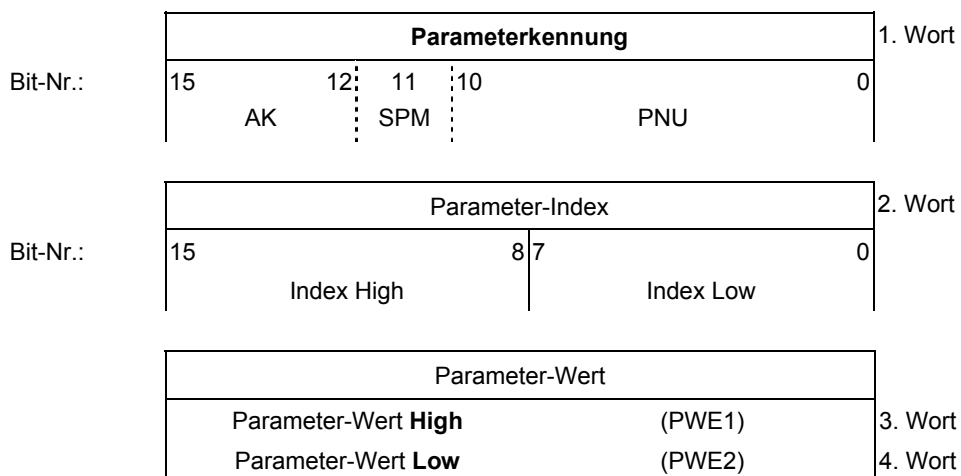 Parameterkennung 1. Wort
Bit-Nr.: 15 12 11 10 0
AK SPM PNU
Parameter-Index 2. Wort
Bit-Nr.: 15 8 7 0
Index High Index Low
Parameter-Wert
Parameter-Wert High (PWE1) 3. Wort
Parameter-Wert Low (PWE2) 4. Wort